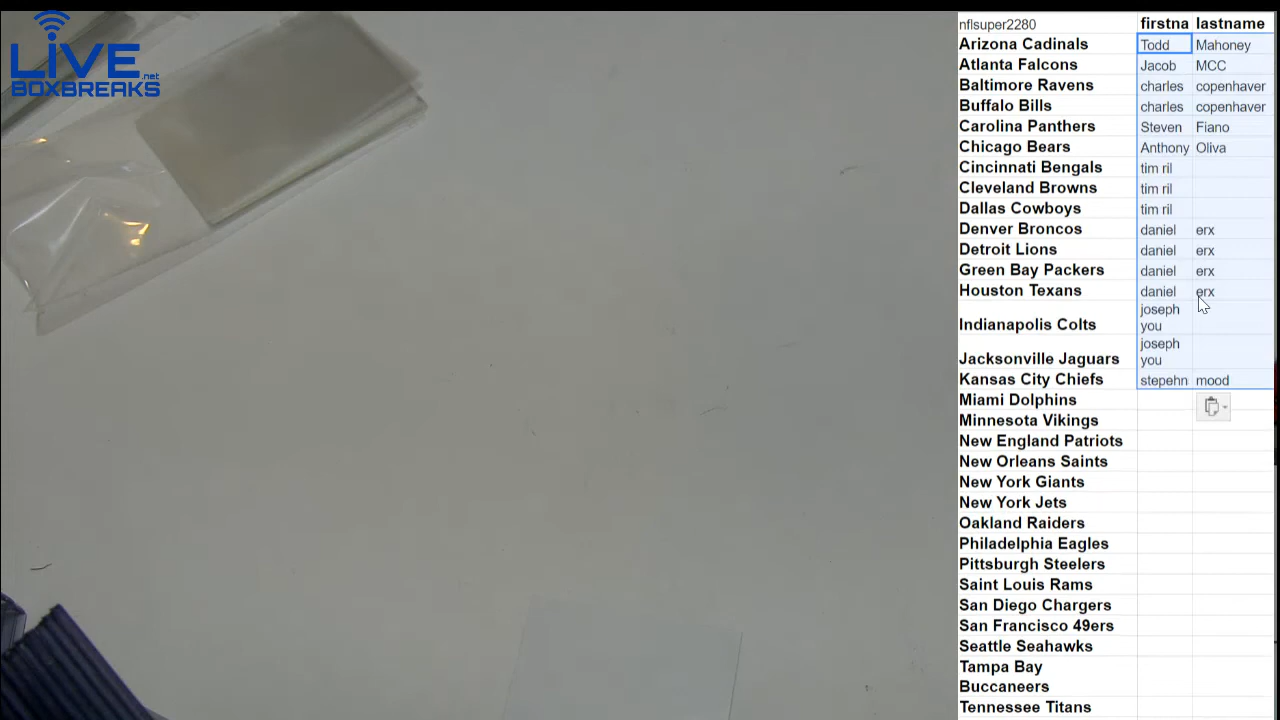 LIVE
.net
BOXBREAKS
nflsuper2280 firstna lastname
Arizona Cadinals Todd Mahoney
Atlanta Falcons Jacob MCC
Baltimore Ravens charles copenhaver
Buffalo Bills charles copenhaver
Carolina Panthers Steven Fiano
Chicago Bears Anthony Oliva
Cincinnati Bengals tim ril
Cleveland Browns tim ril
Dallas Cowboys tim ril
Denver Broncos daniel erx
Detroit Lions daniel erx
Green Bay Packers daniel erx
Houston Texans daniel erx
joseph
Indianapolis Colts you
joseph
Jacksonville Jaguars you
Kansas City Chiefs stepehn mood
Miami Dolphins
Minnesota Vikings
New England Patriots
New Orleans Saints
New York Giants
New York Jets
Oakland Raiders
Philadelphia Eagles
Pittsburgh Steelers
Saint Louis Rams
San Diego Chargers
San Francisco 49ers
Seattle Seahawks
Tampa Bay
Buccaneers
Tennessee Titans